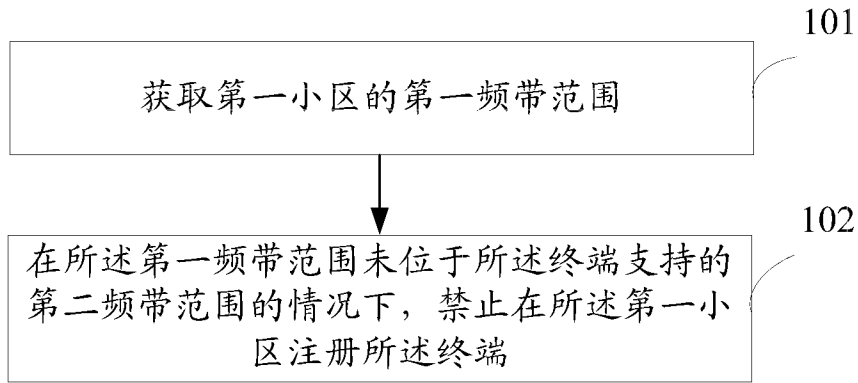 101
获取第一小区的第一频带范围
102
在所述第一频带范围未位于所述终端支持的
第二频带范围的情况下，禁止在所述第一小
区注册所述终端